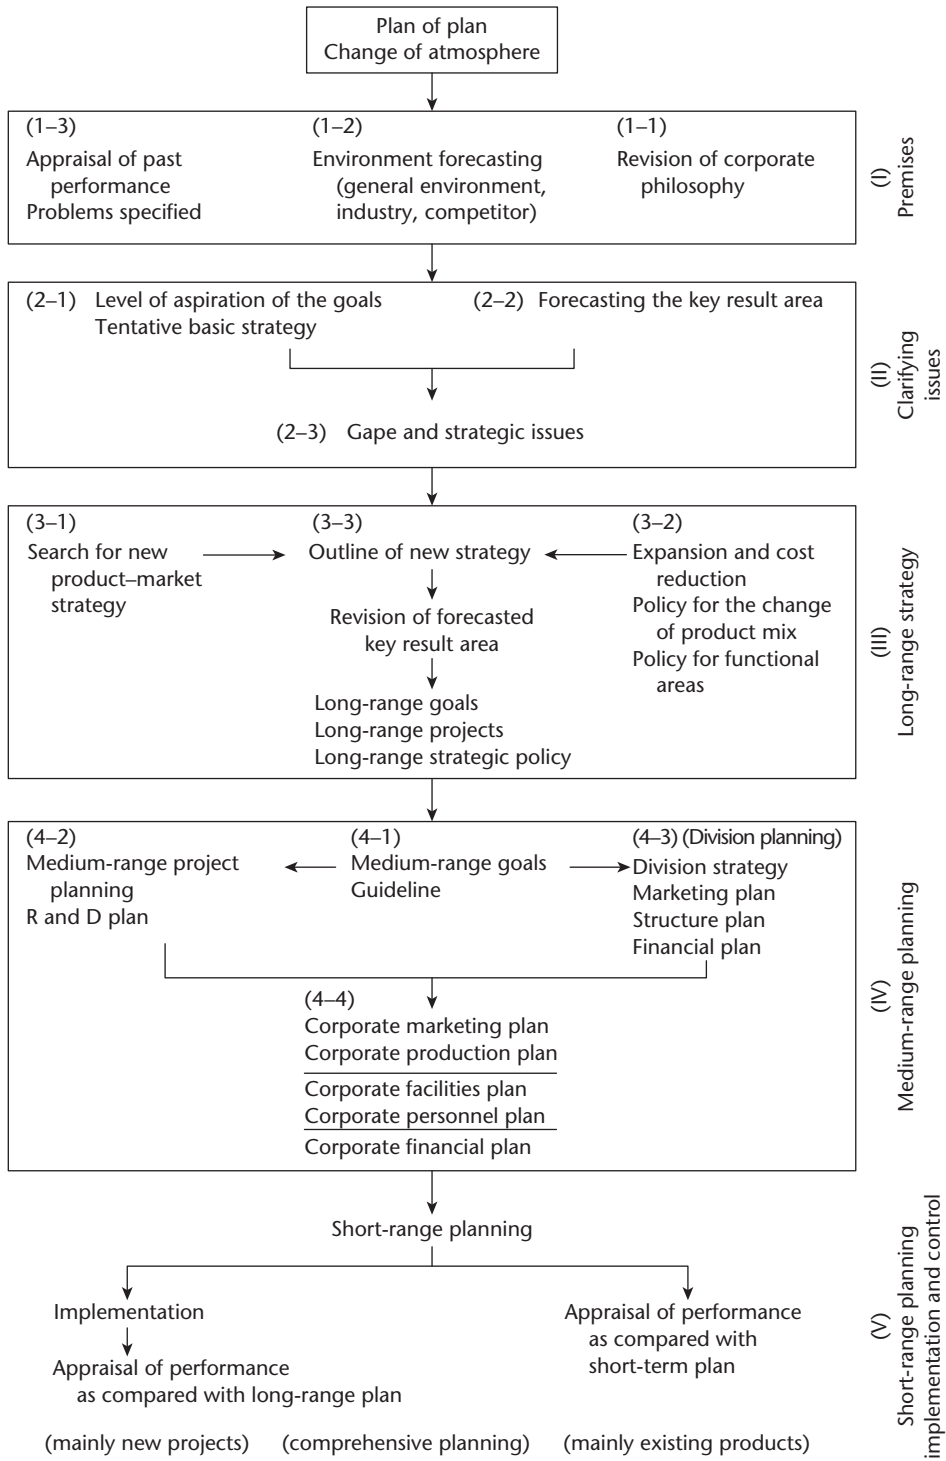 Plan of plan
Change of atmosphere
(1–3)
Appraisal of past
performance
Problems specified
(1–2)
Environment forecasting
(general environment,
industry, competitor)
(1–1)
Revision of corporate
philosophy
(I)
Premises
(2–1) Level of aspiration of the goals
Tentative basic strategy
(2–2) Forecasting the key result area
(2–3) Gape and strategic issues
(II)
Clarifying
issues
(3–1)
Search for new
product–market
strategy
(3–3)
Outline of new strategy
Revision of forecasted
key result area
Long-range goals
Long-range projects
Long-range strategic policy
(3–2)
Expansion and cost
reduction
Policy for the change
of product mix
Policy for functional
areas
(III)
Long-range strategy
(4–2)
Medium-range project
planning
R and D plan
(4–1)
Medium-range goals
Guideline
(4–3) (Division planning)
Division strategy
Marketing plan
Structure plan
Financial plan
(4–4)
Corporate marketing plan
Corporate production plan
Corporate facilities plan
Corporate personnel plan
Corporate financial plan
(IV)
Medium-range planning
Short-range planning
Implementation
Appraisal of performance
as compared with long-range plan
Appraisal of performance
as compared with
short-term plan
(mainly new projects) (comprehensive planning) (mainly existing products)
(V)
Short-range planning
implementation and control